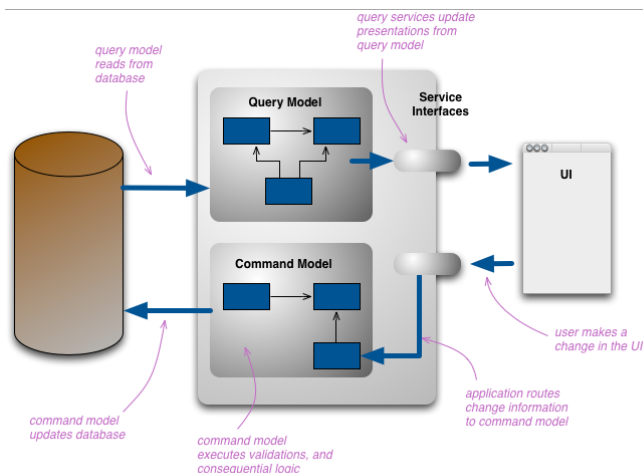 query services update
presentations from
query model
query model
reads from
database
Query Model
Service
Interfaces
UI
Command Model
user makes a
change in the UI
application routes
change information
to command model
command model
updates database
command model
executes validations, and
consequential logic